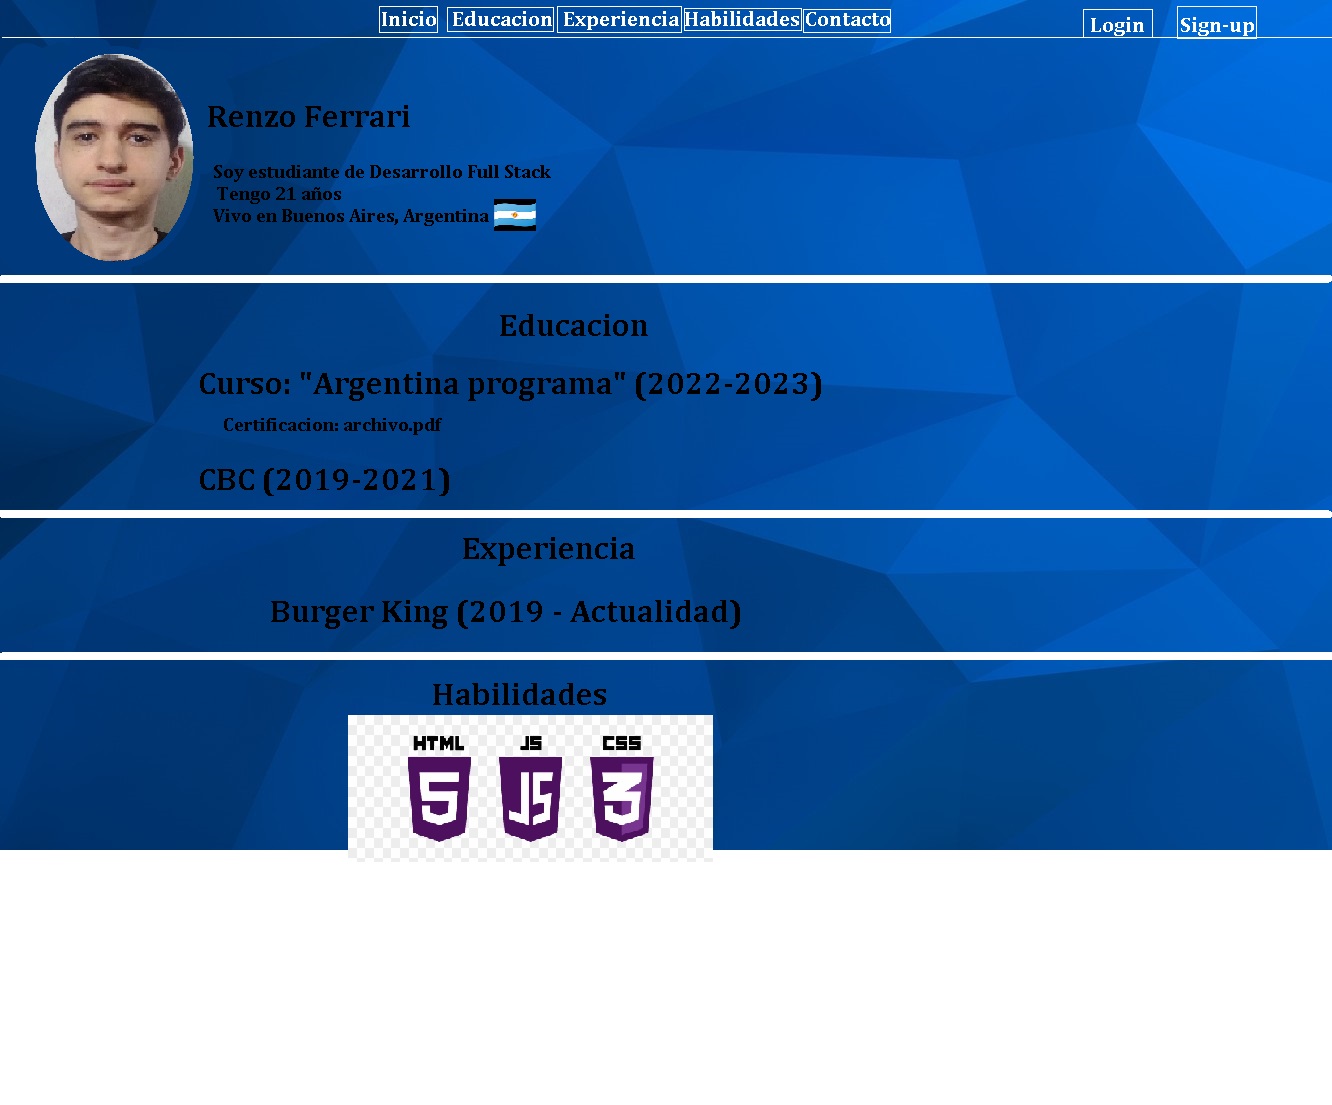 Inicio Educacion Experiencia Habilidades Contacto Login Sign-up
Renzo Ferrari
Soy estudiante de Desarrollo Full Stack
Tengo 21 años
Vivo en Buenos Aires, Argentina
Educacion
Curso: "Argentina programa" (2022-2023)
Certificacion: archivo.pdf
CBC (2019-2021)
Experiencia
Burger King (2019 - Actualidad)
Habilidades
HTML JS CSS
5 JS 3